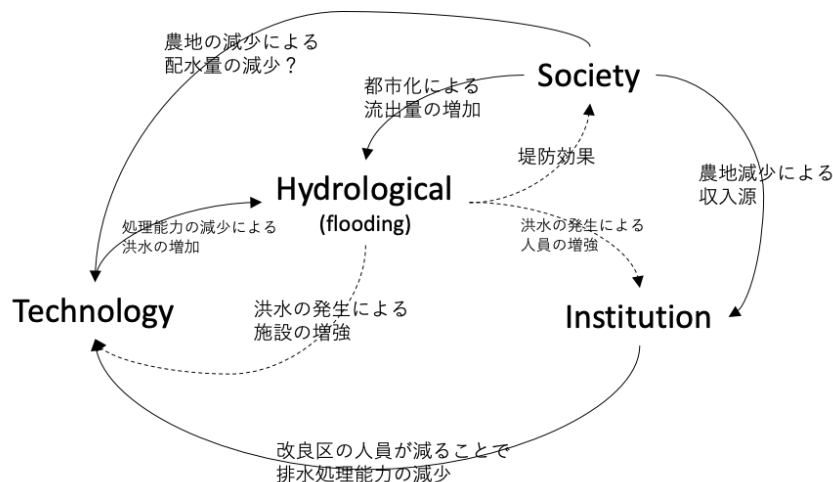 農地の減少による
配水量の減少？
Society
都市化による
流出量の増加
堤防効果
農地減少による
収入源
Hydrological
(flooding)
処理能力の減少による
洪水の増加
洪水の発生による
人員の増強
Technology
洪水の発生による
施設の増強
Institution
改良区の人員が減ることで
排水処理能力の減少